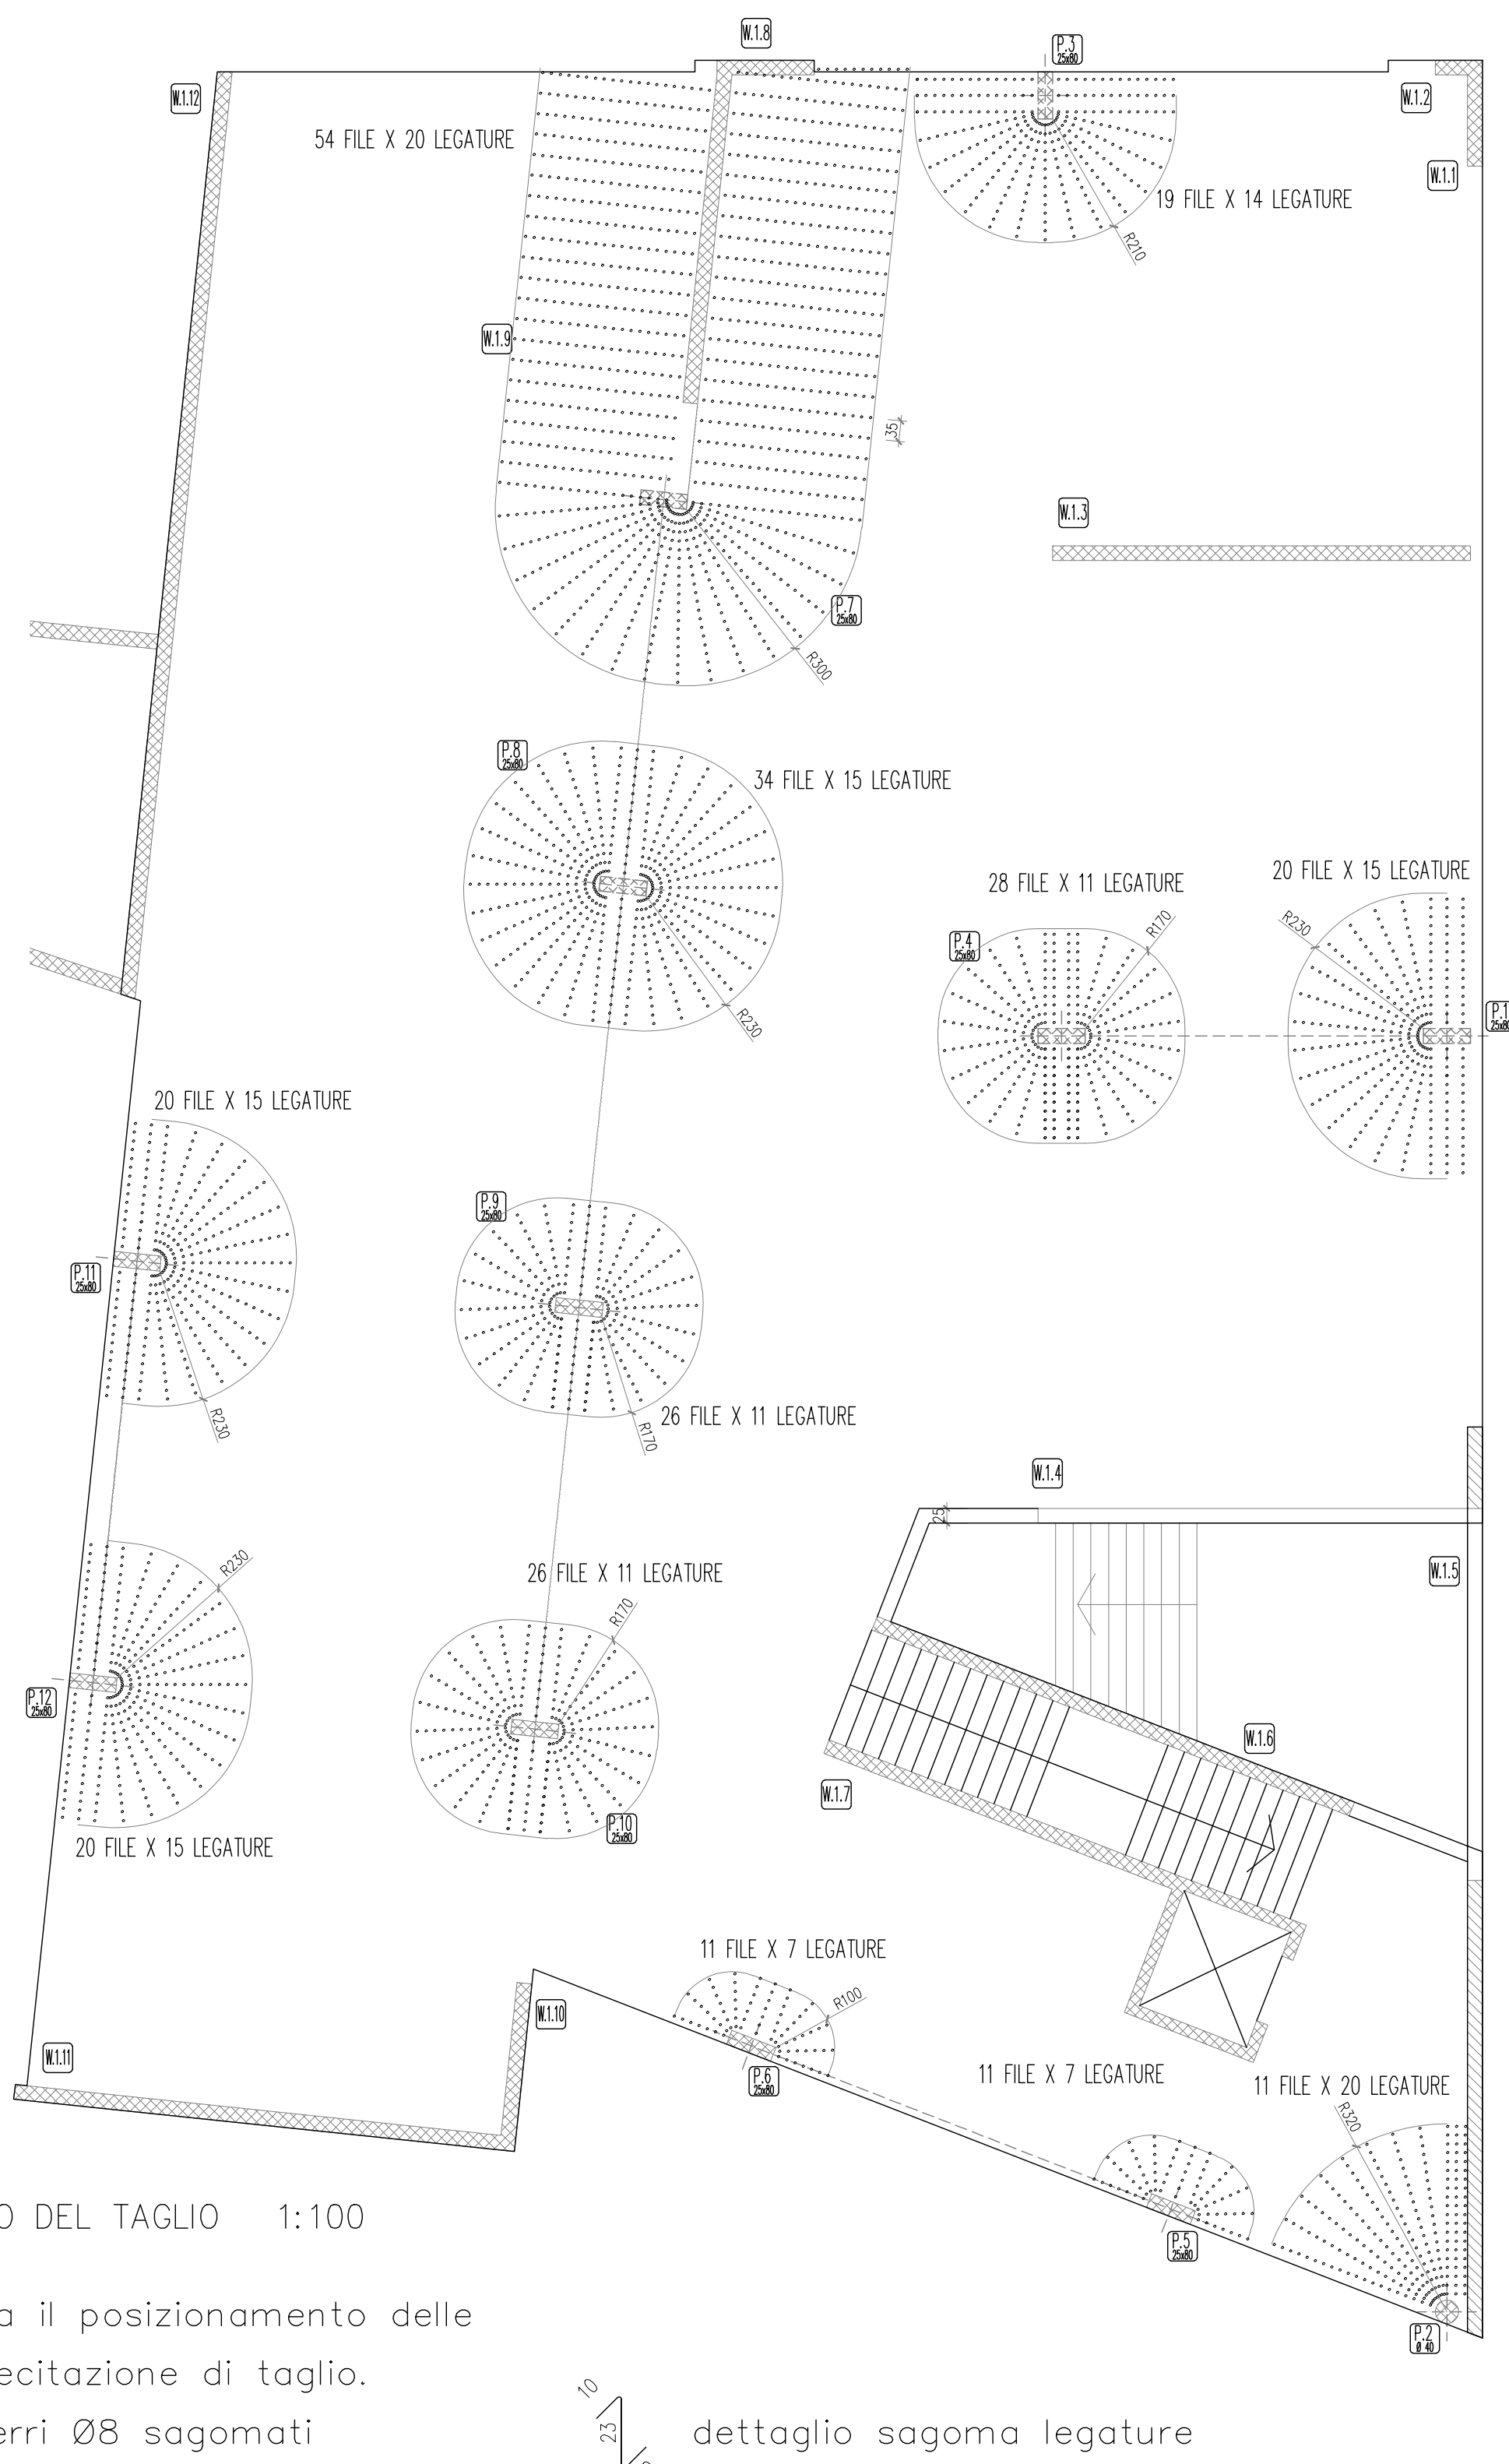 W.1.8
P.3
25x80
W.1.12
W.1.2
54 FILE X 20 LEGATURE
W.1.1
19 FILE X 14 LEGATURE
R210
W.1.9
35
W.1.3
P.7
25x80
R300
P.8
25x80
34 FILE X 15 LEGATURE
28 FILE X 11 LEGATURE
20 FILE X 15 LEGATURE
R170
R230
P.4
25x80
R230
P.1
25x80
20 FILE X 15 LEGATURE
P.9
25x80
P.11
25x80
R230
26 FILE X 11 LEGATURE
R170
W.1.4
25
R230
26 FILE X 11 LEGATURE
W.1.5
R170
P.12
25x80
W.1.6
W.1.7
P.10
25x80
20 FILE X 15 LEGATURE
11 FILE X 7 LEGATURE
R100
W.1.10
W.1.11
P.6
25x80
11 FILE X 7 LEGATURE
11 FILE X 20 LEGATURE
R320
P.5
25x80
O DEL TAGLIO 1:100
a il posizionamento delle
P.2
Ø 40
ecitazione di taglio.
10
erri Ø8 sagomati
23
dettaglio sagoma legature